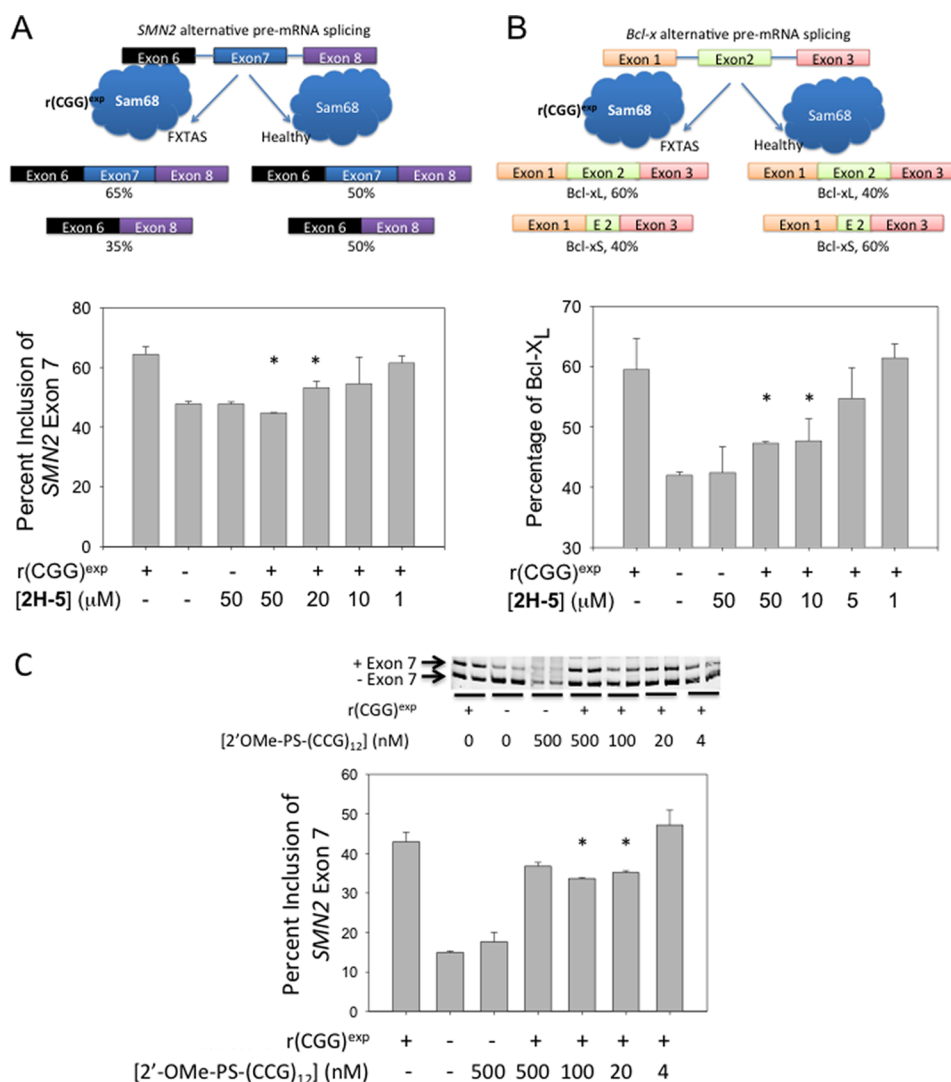 A
SMN2 alternative pre-mRNA splicing
Exon 6 Exon7 Exon 8
r(CGG)exp Sam68 Sam68
FXTAS Healthy
Exon 6 Exon7 Exon 8 Exon 6 Exon7 Exon 8
65% 50%
Exon 6 Exon 8 Exon 6 Exon 8
35% 50%
Percent Inclusion of
SMN2 Exon 7
80
60
40
20
0
* *
r(CGG)exp + - - + + + +
[2H-5] (μM) - - 50 50 20 10 1
B
Bcl-x alternative pre-mRNA splicing
Exon 1 Exon2 Exon 3
r(CGG)exp Sam68 Sam68
FXTAS Healthy
Exon 1 Exon 2 Exon 3 Exon 1 Exon 2 Exon 3
Bcl-xL, 60% Bcl-xL, 40%
Exon 1 E 2 Exon 3 Exon 1 E 2 Exon 3
Bcl-xS, 40% Bcl-xS, 60%
Percentage of Bcl-XL
70
60
50
40
30
* *
r(CGG)exp + - - + + + +
[2H-5] (μM) - - 50 50 10 5 1
C
+ Exon 7
- Exon 7
r(CGG)exp + - - + + + +
[2'OMe-PS-(CCG)12] (nM) 0 0 500 500 100 20 4
Percent Inclusion of
SMN2 Exon 7
60
50
40
30
20
10
0
* *
r(CGG)exp + - - + + + +
[2'-OMe-PS-(CCG)12] (nM) - - 500 500 100 20 4